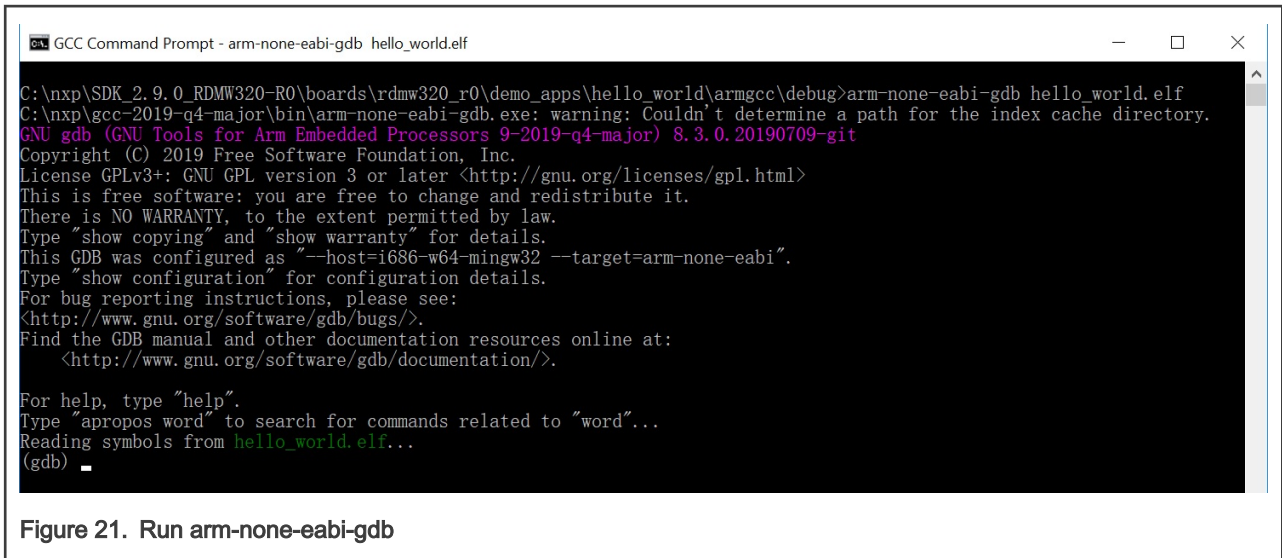 GCC Command Prompt - arm-none-eabi-gdb hello_world.elf
C:\nxp\SDK_2.9.0_RDMW320-R0\boards\rdmw320_r0\demo_apps\hello_world\armgcc\debug>arm-none-eabi-gdb hello_world.elf
C:\nxp\gcc-2019-q4-major\bin\arm-none-eabi-gdb.exe: warning: Couldn't determine a path for the index cache directory.
GNU gdb (GNU Tools for Arm Embedded Processors 9-2019-q4-major) 8.3.0.20190709-git
Copyright (C) 2019 Free Software Foundation, Inc.
License GPLv3+: GNU GPL version 3 or later <http://gnu.org/licenses/gpl.html>
This is free software: you are free to change and redistribute it.
There is NO WARRANTY, to the extent permitted by law.
Type "show copying" and "show warranty" for details.
This GDB was configured as "--host=i686-w64-mingw32 --target=arm-none-eabi".
Type "show configuration" for configuration details.
For bug reporting instructions, please see:
<http://www.gnu.org/software/gdb/bugs/>.
Find the GDB manual and other documentation resources online at:
    <http://www.gnu.org/software/gdb/documentation/>.
For help, type "help".
Type "apropos word" to search for commands related to "word"...
Reading symbols from hello_world.elf...
(gdb)
Figure 21. Run arm-none-eabi-gdb